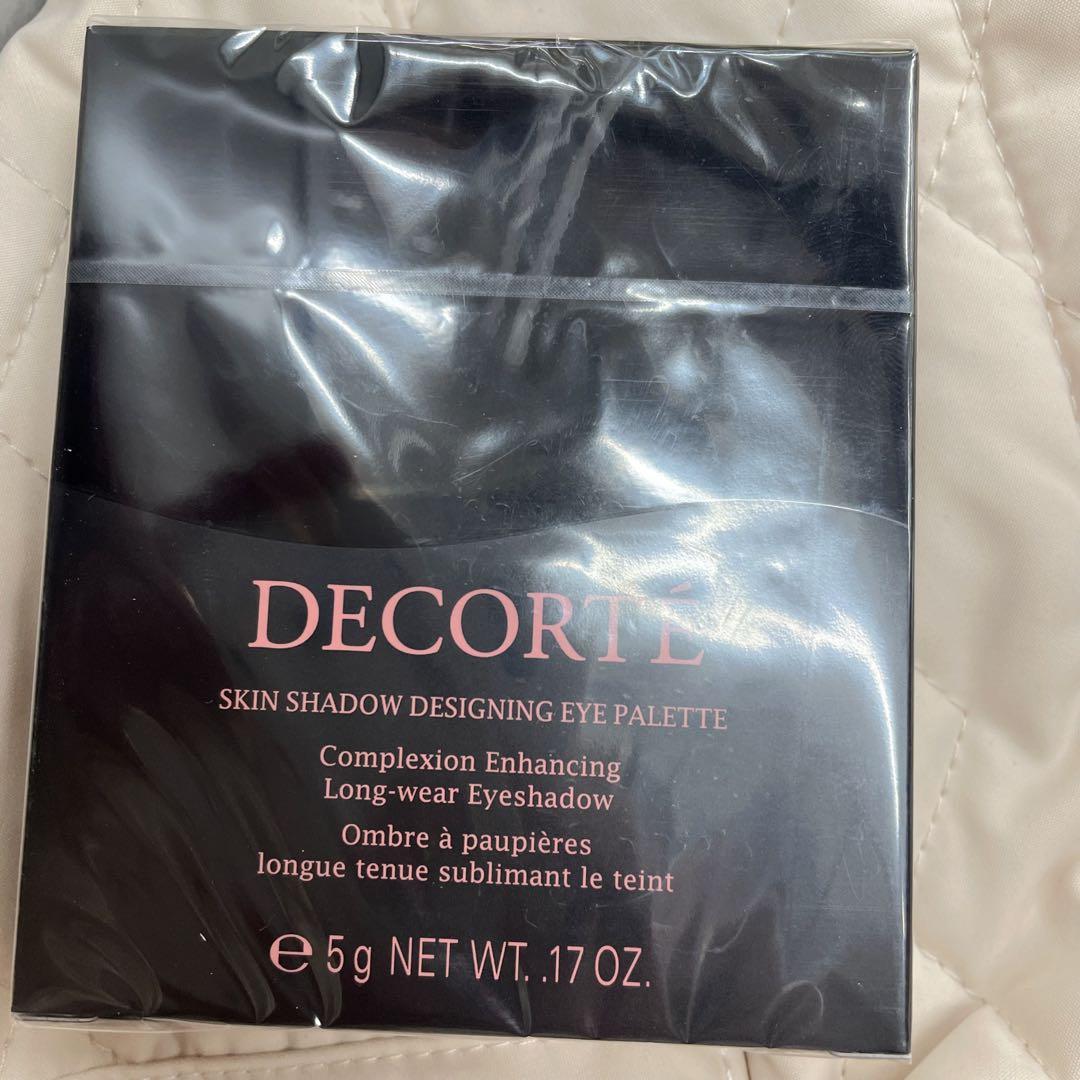 DECORTÉ
SKIN SHADOW DESIGNING EYE PALETTE
Complexion Enhancing
Long-wear Eyeshadow
Ombre à paupières
longue tenue sublimant le teint
℮ 5g NET WT. .17 OZ.